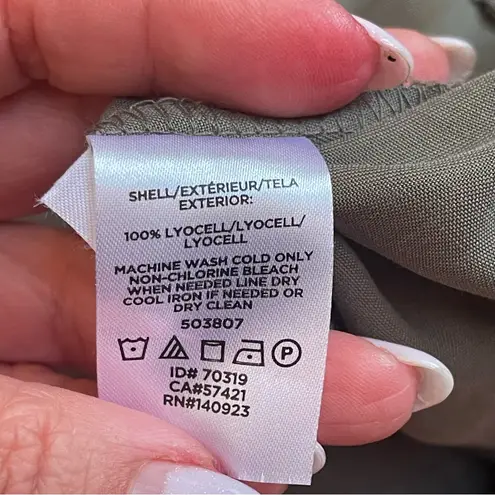 SHELL/EXTÉRIEUR/TELA
EXTERIOR:
100% LYOCELL/LYOCELL/
LYOCELL
MACHINE WASH COLD ONLY
NON-CHLORINE BLEACH
WHEN NEEDED LINE DRY
COOL IRON IF NEEDED OR
DRY CLEAN
503807
P
ID# 70319
CA#57421
RN#140923